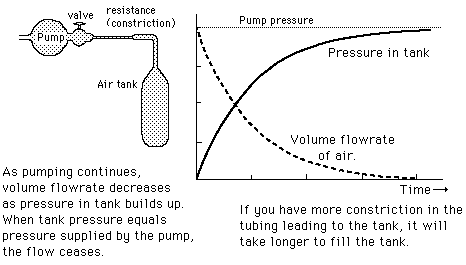 valve
resistance
(constriction)
Pump
Air tank
Pump pressure
Pressure in tank
Volume flowrate
of air.
Time→
As pumping continues,
volume flowrate decreases
as pressure in tank builds up.
When tank pressure equals
pressure supplied by the pump,
the flow ceases.
If you have more constriction in the
tubing leading to the tank, it will
take longer to fill the tank.